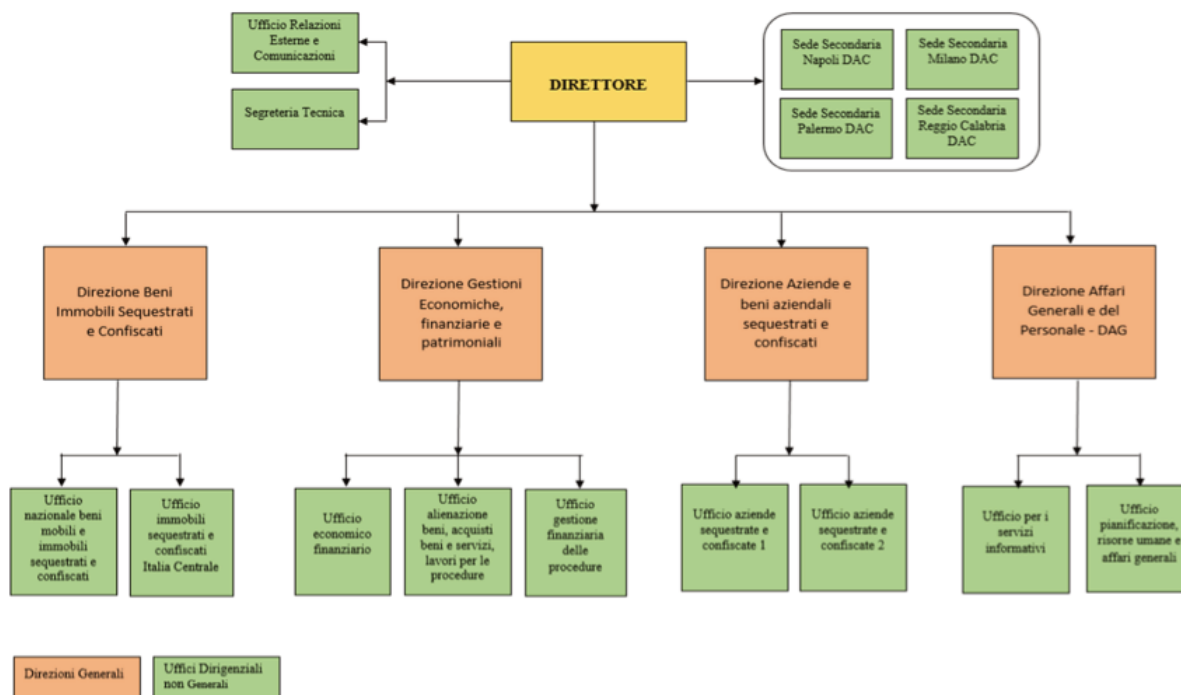 Ufficio Relazioni
Esterne e
Comunicazioni
Segreteria Tecnica
DIRETTORE
Sede Secondaria
Napoli DAC
Sede Secondaria
Milano DAC
Sede Secondaria
Palermo DAC
Sede Secondaria
Reggio Calabria
DAC
Direzione Beni
Immobili Sequestrati
e Confiscati
Direzione Gestioni
Economiche,
finanziarie e
patrimoniali
Direzione Aziende e
beni aziendali
sequestrati e
confiscati
Direzione Affari
Generali e del
Personale - DAG
Ufficio
nazionale beni
mobili e
immobili
sequestrati e
confiscati
Ufficio
immobili
sequestrati e
confiscati
Italia Centrale
Ufficio
economico
finanziario
Ufficio
alienazione
beni, acquisti
beni e servizi,
lavori per le
procedure
Ufficio
gestione
finanziaria
delle
procedure
Ufficio aziende
sequestrate e
confiscate 1
Ufficio aziende
sequestrate e
confiscate 2
Ufficio per i
servizi
informativi
Ufficio
pianificazione,
risorse umane e
affari generali
Direzioni Generali
Uffici Dirigenziali
non Generali